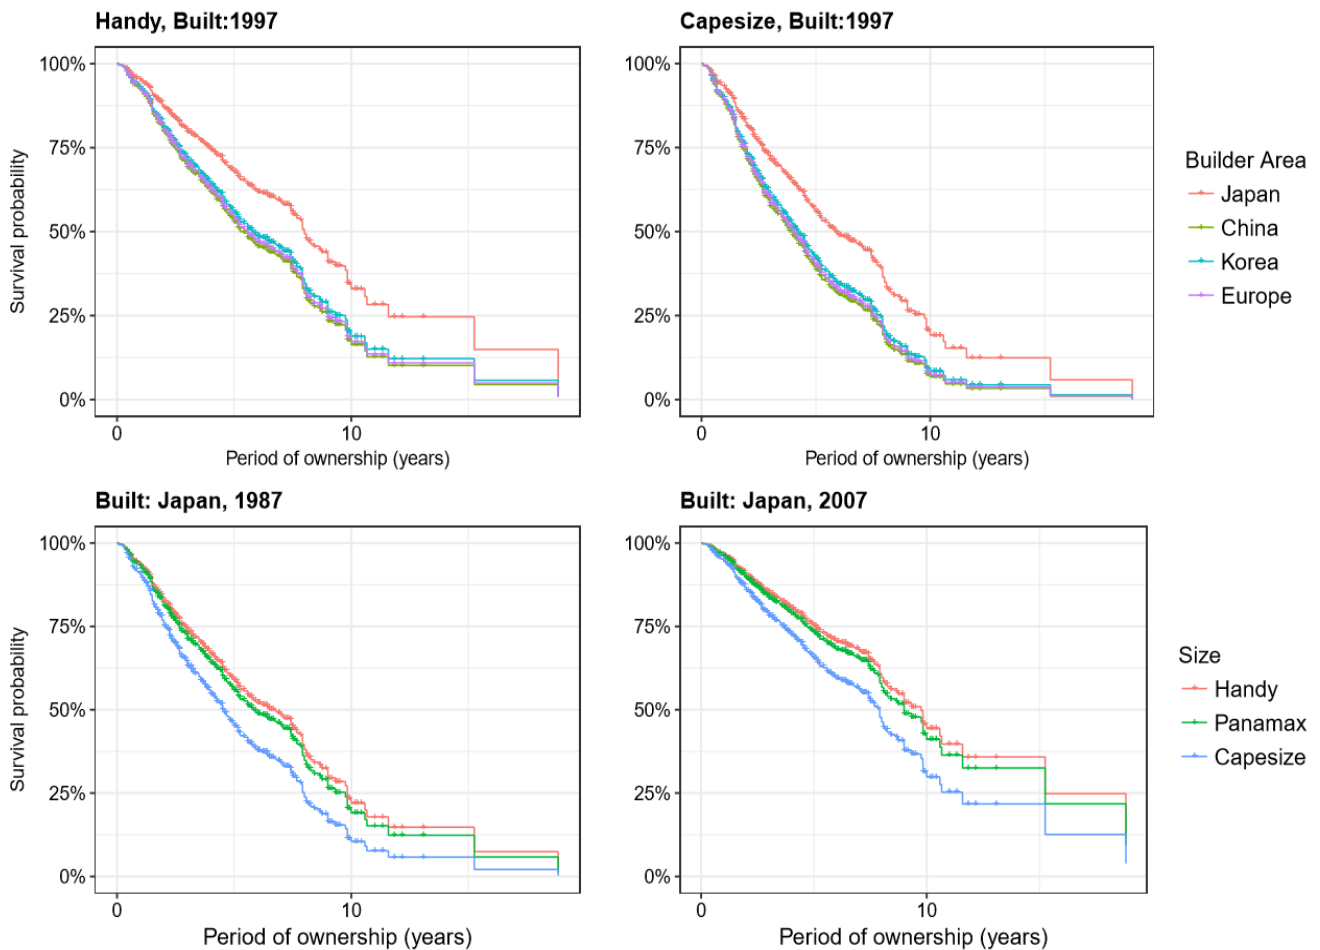 Handy, Built:1997
Capesize, Built:1997
Survival probability
100%
75%
50%
25%
0%
0
10
Period of ownership (years)
100%
75%
50%
25%
0%
0
10
Period of ownership (years)
Builder Area
Japan
China
Korea
Europe
Built: Japan, 1987
Built: Japan, 2007
Survival probability
100%
75%
50%
25%
0%
0
10
Period of ownership (years)
100%
75%
50%
25%
0%
0
10
Period of ownership (years)
Size
Handy
Panamax
Capesize